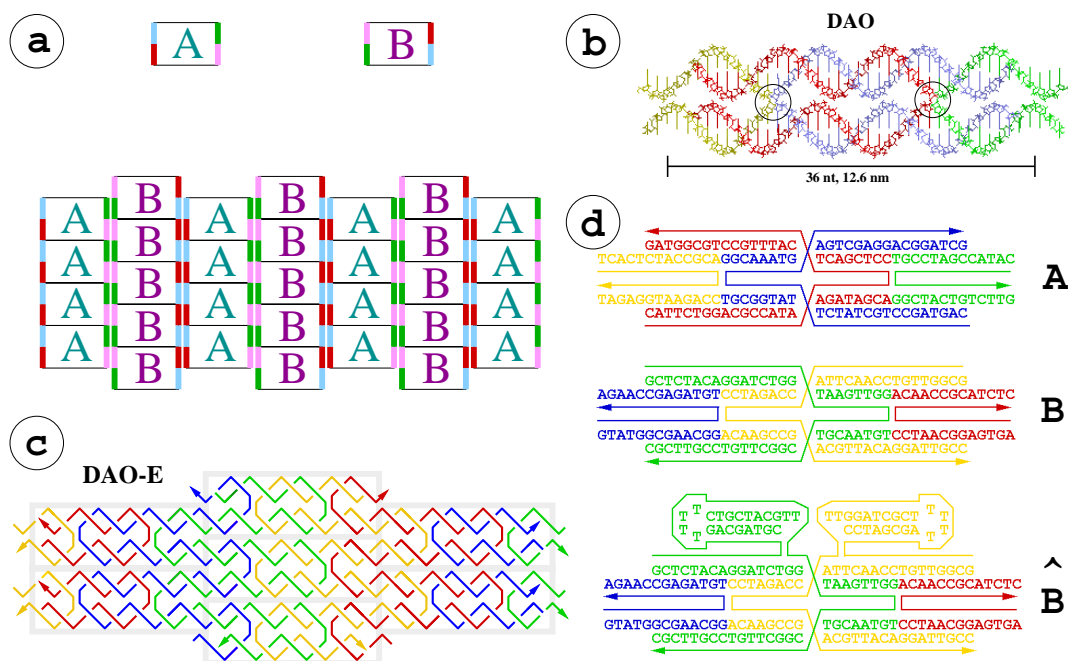 a
A
B
B B B
A A A A
B B B
A A A A
B B B
A A A A
B B B
A A A A
B B B
b
DAO
36 nt, 12.6 nm
c
DAO-E
d
GATGGCGTCCGTTTAC AGTCGAGGACGGATCG
TCACTCTACCGCAGGCAAATG TCAGCTCCTGCCTAGCCATAC
A
TAGAGGTAAGACCTGCGGTAT AGATAGCAGGCTACTGTCTTG
CATTCTGGACGCCATA TCTATCGTCCGATGAC
GCTCTACAGGATCTGG ATTCAACCTGTTGGCG
AGAACCGAGATGTCCTAGACC TAAGTTGGACAACCGCATCTC
B
GTATGGCGAACGGACAAGCCG TGCAATGTCCTAACGGAGTGA
CGCTTGCCTGTTCGGC ACGTTACAGGATTGCC
T T CTGCTACGTT TTGGATCGCT T T
T T GACGATGC CCTAGCGA T T
GCTCTACAGGATCTGG ATTCAACCTGTTGGCG
AGAACCGAGATGTCCTAGACC TAAGTTGGACAACCGCATCTC
^
B
GTATGGCGAACGGACAAGCCG TGCAATGTCCTAACGGAGTGA
CGCTTGCCTGTTCGGC ACGTTACAGGATTGCC